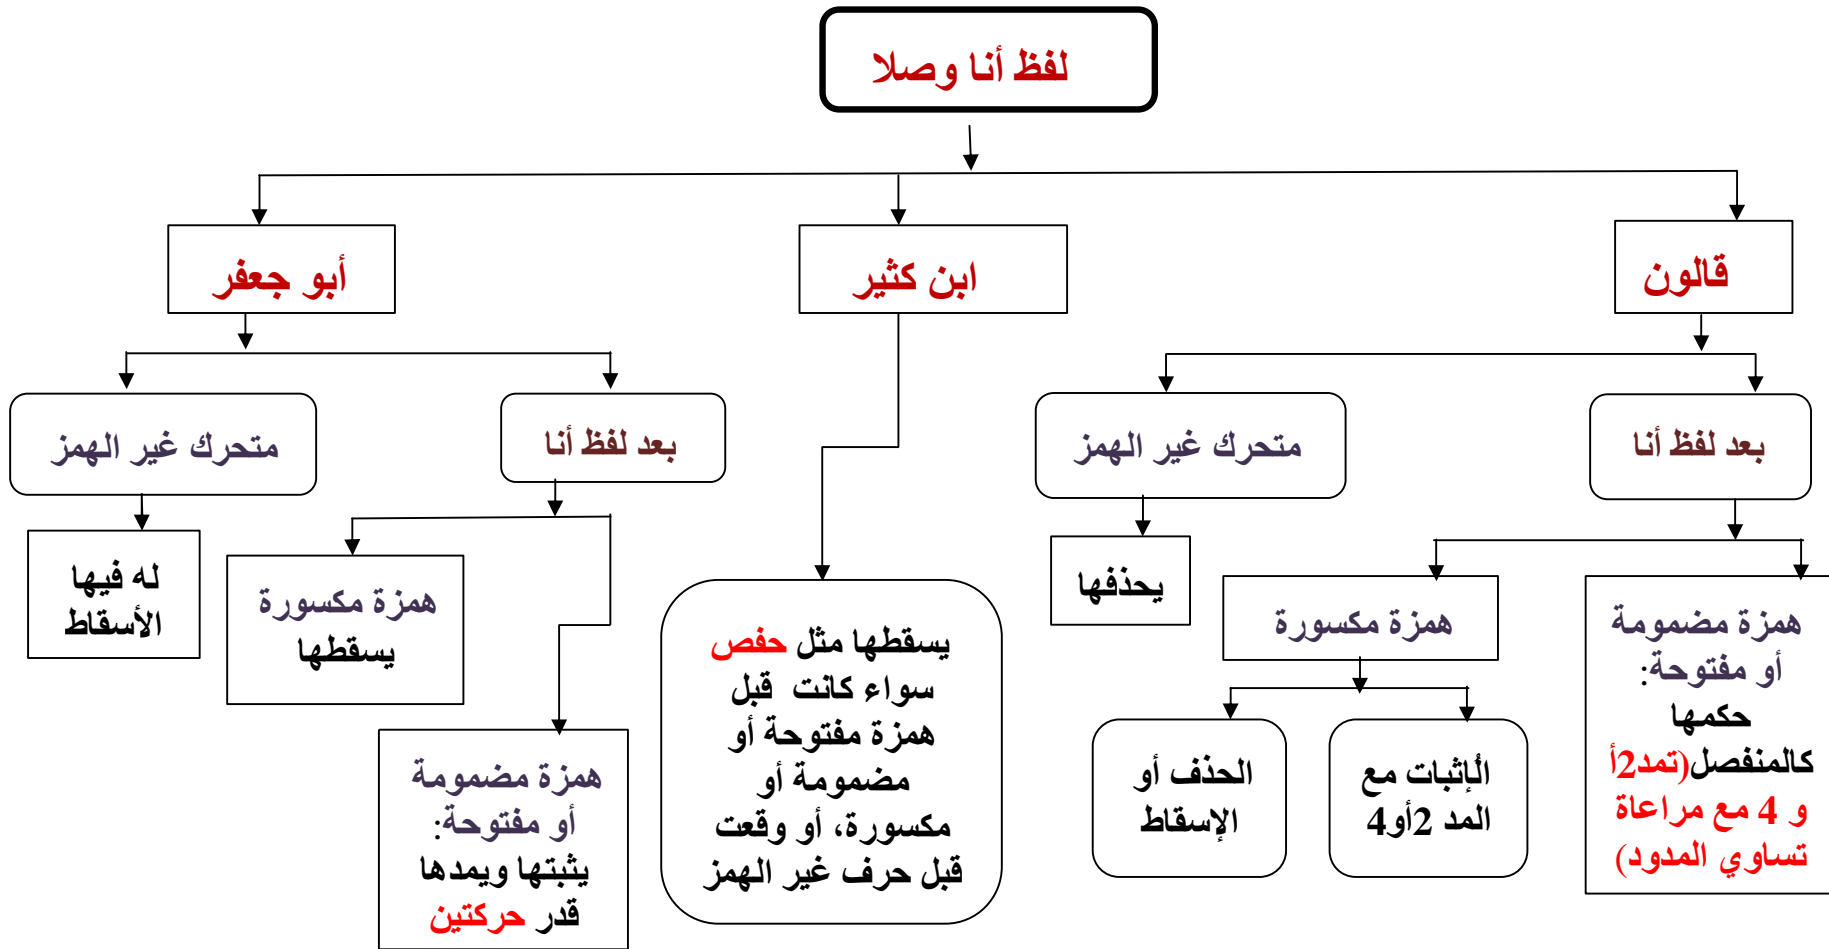 لفظ أنا وصلا
قالون
ابن كثير
أبو جعفر
بعد لفظ أنا
متحرك غير الهمز
بعد لفظ أنا
متحرك غير الهمز
همزة مضمومة
أو مفتوحة:
حكمها
كالمنفصل(تمد2أ
و 4 مع مراعاة
تساوي المدود)
همزة مكسورة
الإثبات مع
المد 2أو4
الحذف أو
الإسقاط
يحذفها
يسقطها مثل حفص
سواء كانت قبل
همزة مفتوحة أو
مضمومة أو
مكسورة، أو وقعت
قبل حرف غير الهمز
همزة مضمومة
أو مفتوحة:
يثبتها ويمدها
قدر حركتين
همزة مكسورة
يسقطها
له فيها
الأسقاط